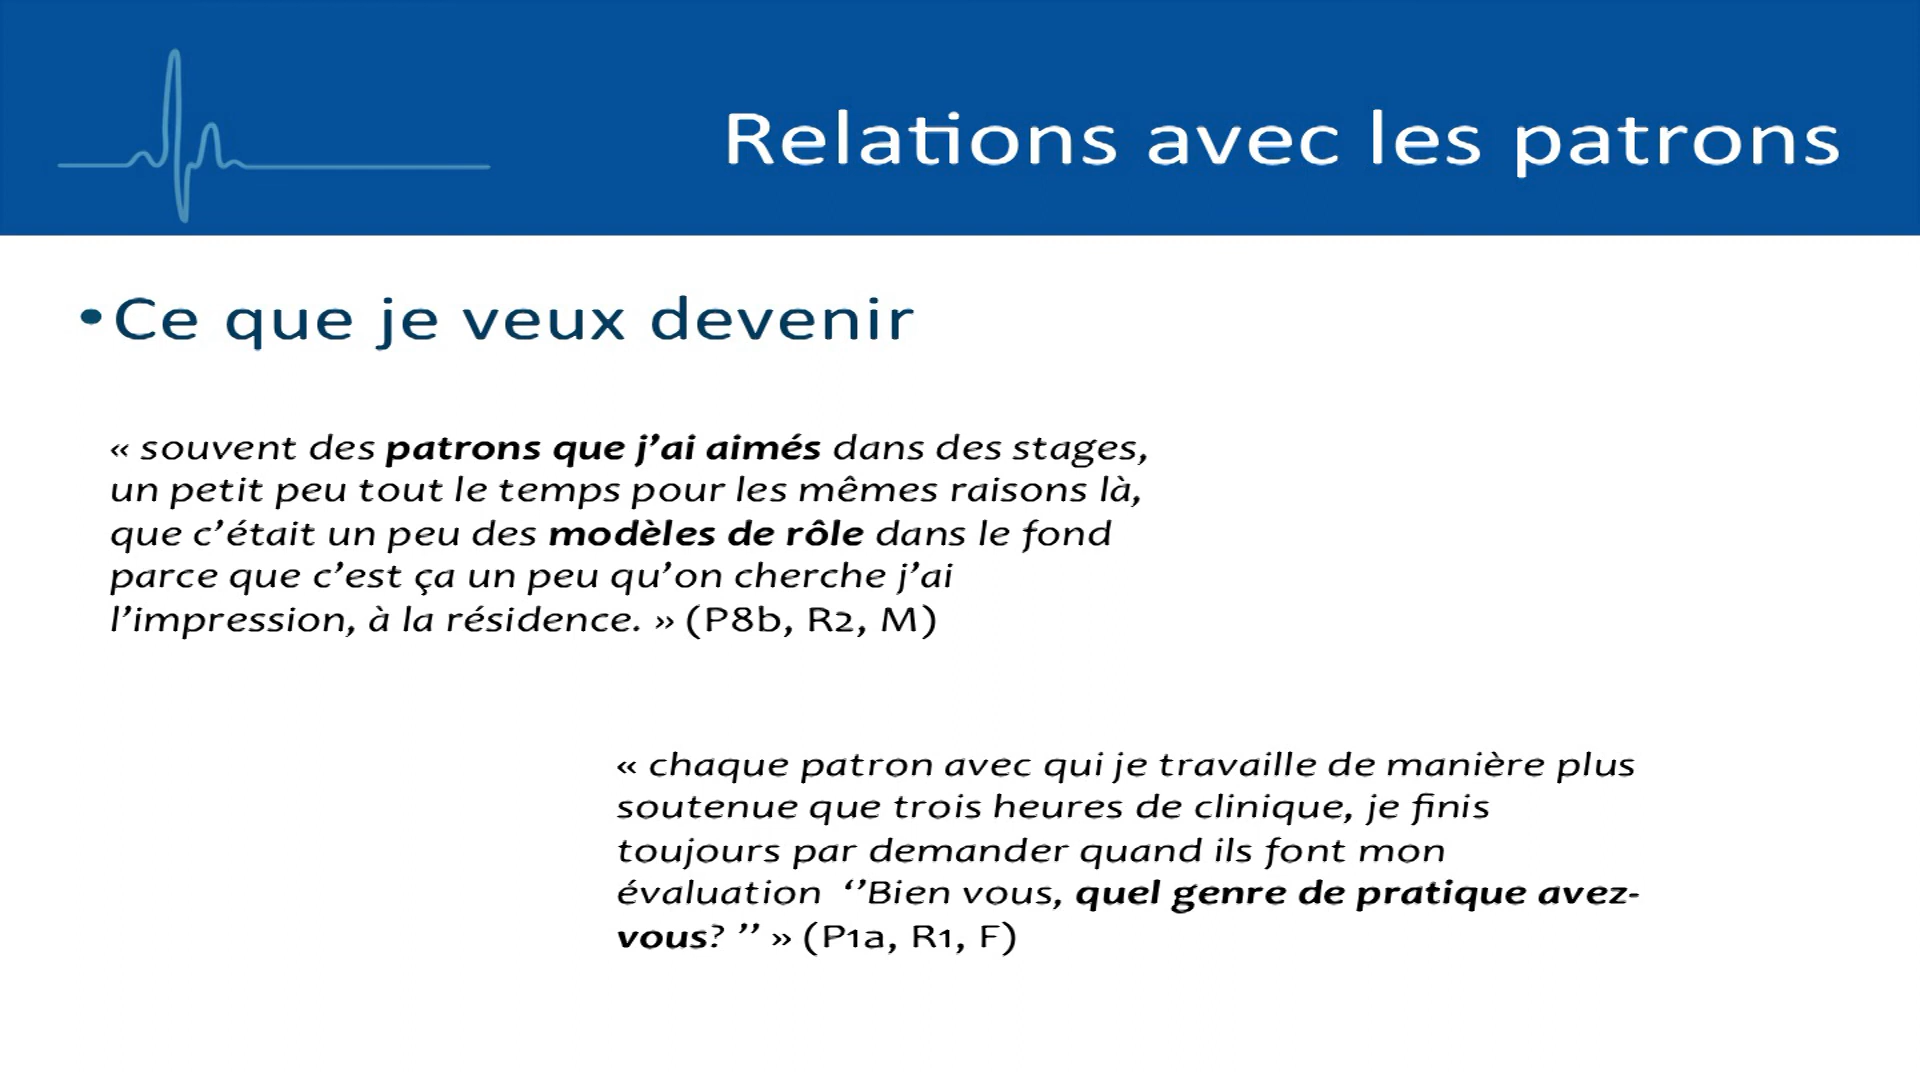 Relations avec les patrons
•Ce que je veux devenir
« souvent des patrons que j’ai aimés dans des stages,
un petit peu tout le temps pour les mêmes raisons là,
que c’était un peu des modèles de rôle dans le fond
parce que c’est ça un peu qu’on cherche j’ai
l’impression, à la résidence. » (P8b, R2, M)
« chaque patron avec qui je travaille de manière plus
soutenue que trois heures de clinique, je finis
toujours par demander quand ils font mon
évaluation ‘’Bien vous, quel genre de pratique avez-
vous? ’’ » (P1a, R1, F)